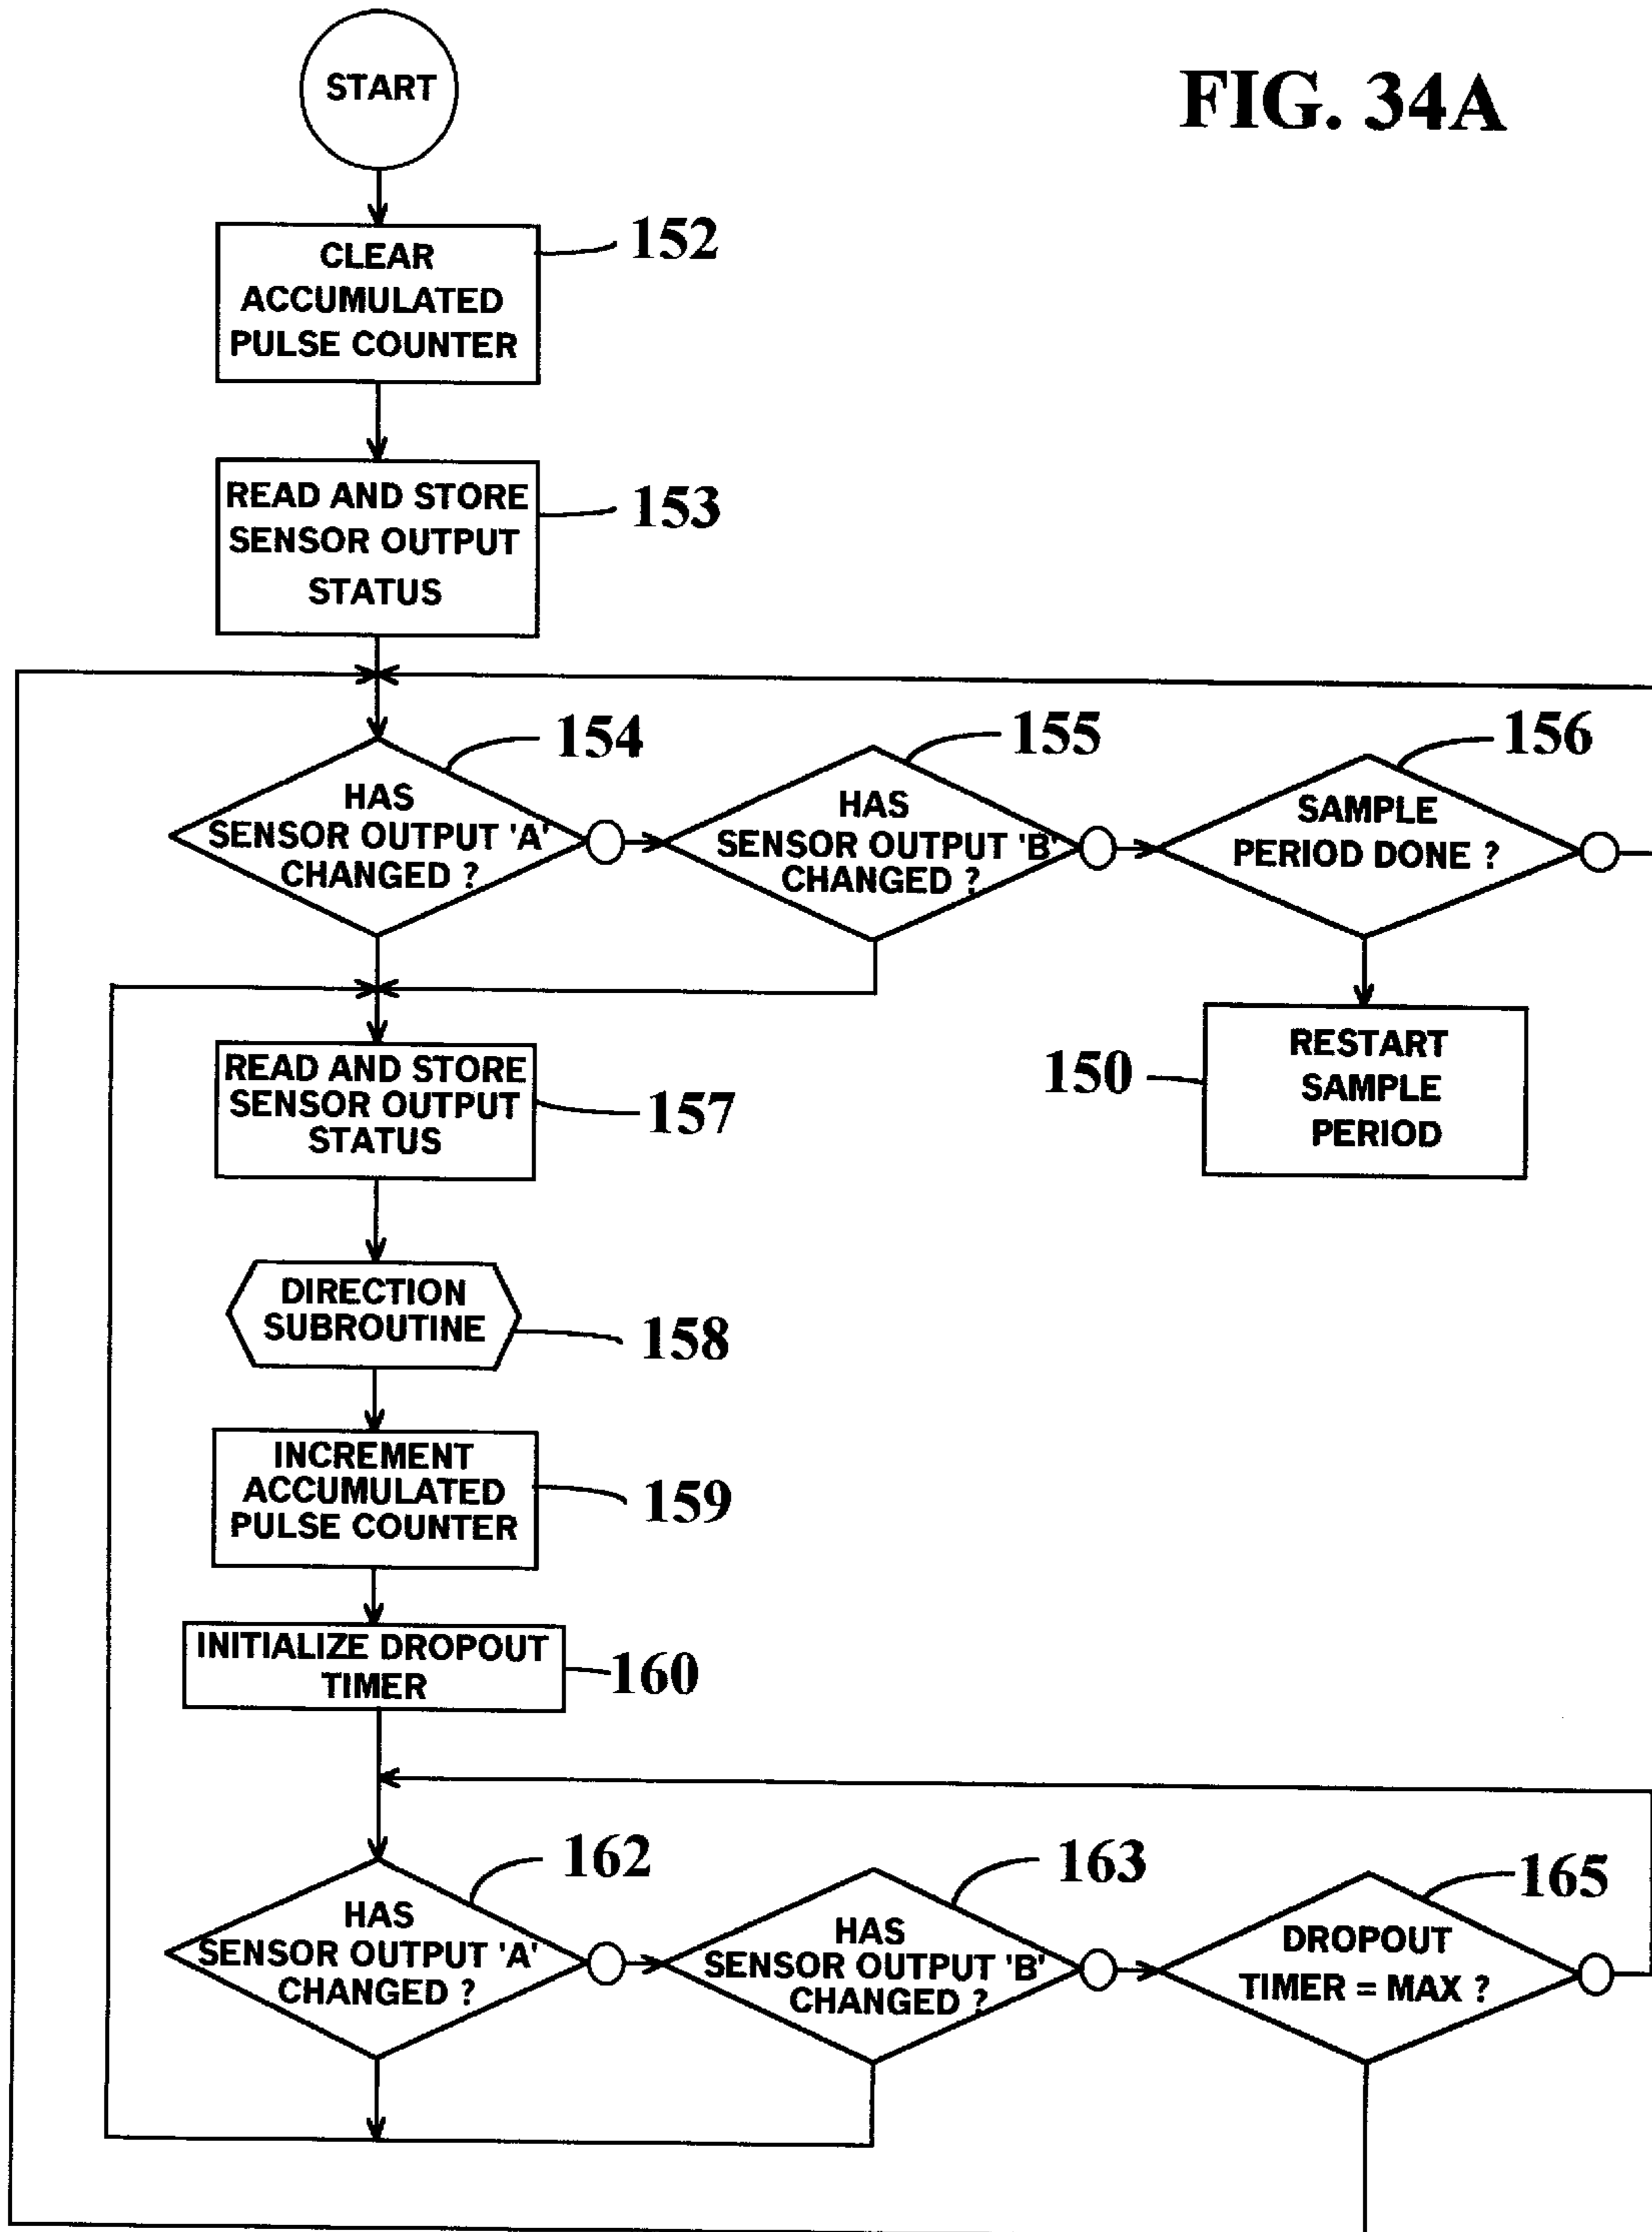 FIG. 34A
START
CLEAR
ACCUMULATED
PULSE COUNTER
152
READ AND STORE
SENSOR OUTPUT
STATUS
153
HAS
SENSOR OUTPUT 'A'
CHANGED ?
154
HAS
SENSOR OUTPUT 'B'
CHANGED ?
155
SAMPLE
PERIOD DONE ?
156
RESTART
SAMPLE
PERIOD
150
READ AND STORE
SENSOR OUTPUT
STATUS
157
DIRECTION
SUBROUTINE
158
INCREMENT
ACCUMULATED
PULSE COUNTER
159
INITIALIZE DROPOUT
TIMER
160
HAS
SENSOR OUTPUT 'A'
CHANGED ?
162
HAS
SENSOR OUTPUT 'B'
CHANGED ?
163
DROPOUT
TIMER = MAX ?
165